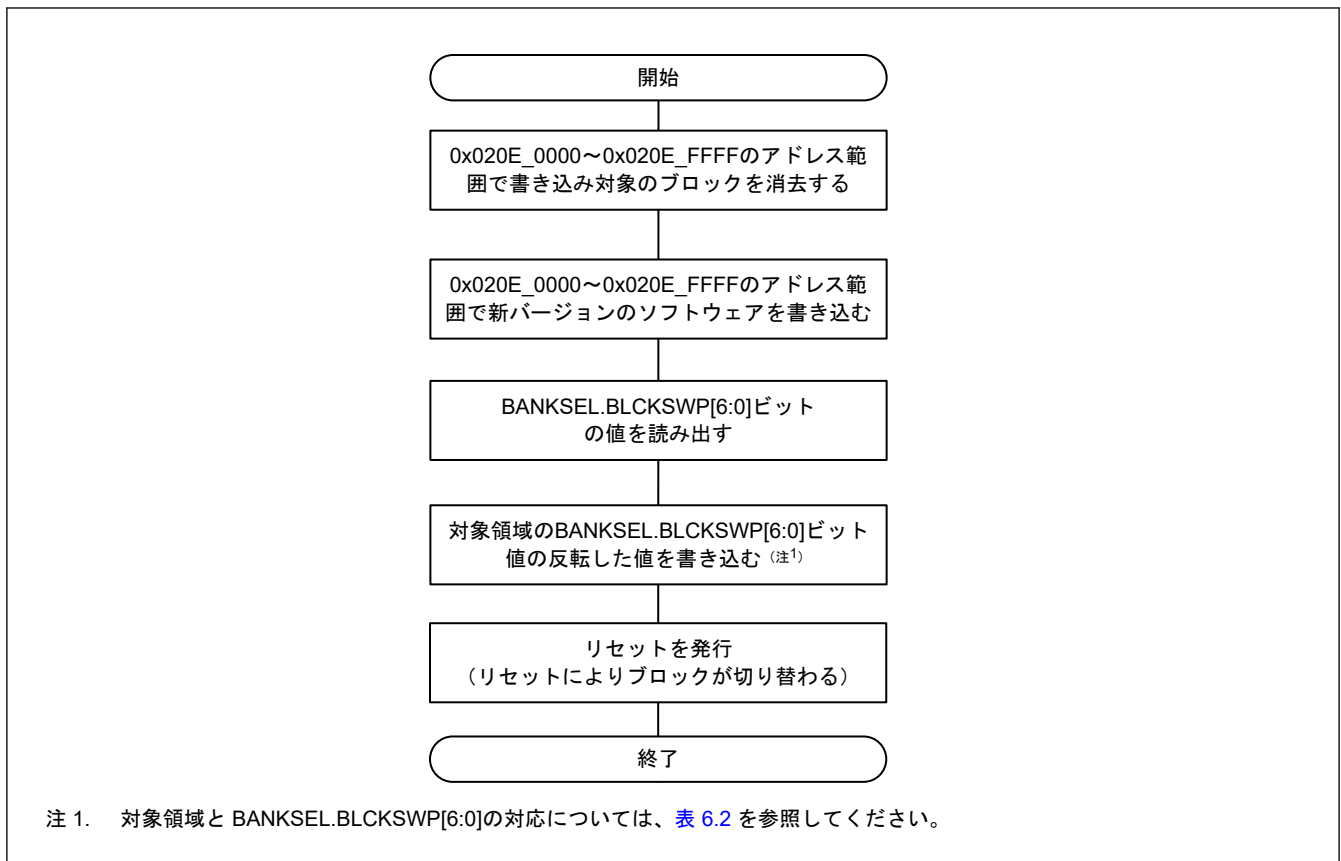 開始
0x020E_0000～0x020E_FFFFのアドレス範
囲で書き込み対象のブロックを消去する
0x020E_0000～0x020E_FFFFのアドレス範
囲で新バージョンのソフトウェアを書き込む
BANKSEL.BLCKSWP[6:0]ビット
の値を読み出す
対象領域のBANKSEL.BLCKSWP[6:0]ビット
値の反転した値を書き込む（注1）
リセットを発行
（リセットによりブロックが切り替わる）
終了
注 1. 対象領域と BANKSEL.BLCKSWP[6:0]の対応については、表 6.2 を参照してください。